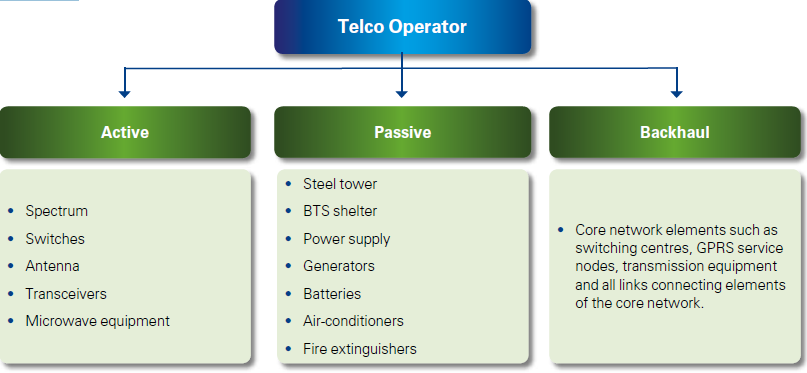 Telco Operator
Active
Passive
Backhaul
• Spectrum
• Switches
• Antenna
• Transceivers
• Microwave equipment
• Steel tower
• BTS shelter
• Power supply
• Generators
• Batteries
• Air-conditioners
• Fire extinguishers
• Core network elements such as
switching centres, GPRS service
nodes, transmission equipment
and all links connecting elements
of the core network.